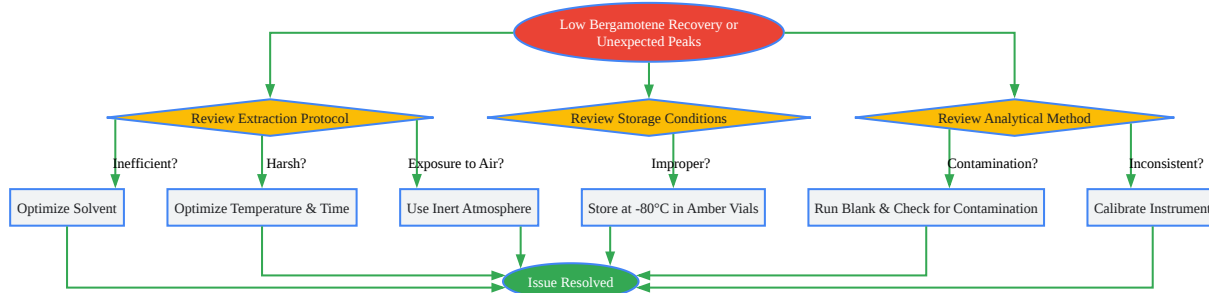 Low Bergamotene Recovery or
Unexpected Peaks
Review Extraction Protocol
Review Storage Conditions
Review Analytical Method
Inefficient?
Harsh?
Exposure to Air?
Improper?
Contamination?
Inconsistent?
Optimize Solvent
Optimize Temperature & Time
Use Inert Atmosphere
Store at -80°C in Amber Vials
Run Blank & Check for Contamination
Calibrate Instrument
Issue Resolved